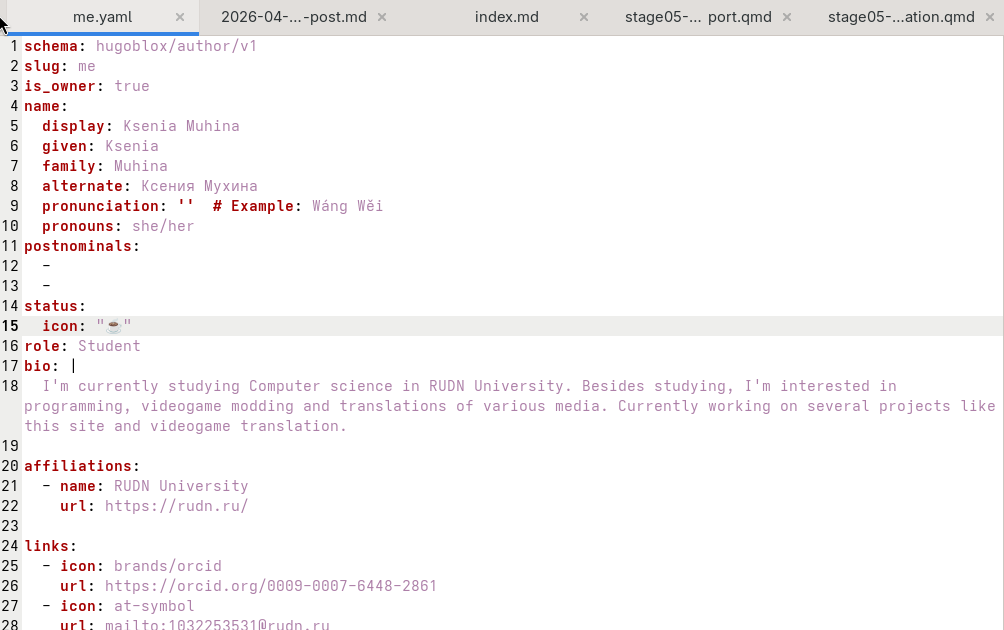 me.yaml × 2026-04-...-post.md × index.md × stage05-... port.qmd × stage05-...ation.qmd ×
1 schema: hugoblox/author/v1
2 slug: me
3 is_owner: true
4 name:
5   display: Ksenia Muhina
6   given: Ksenia
7   family: Muhina
8   alternate: Ксения Мухина
9   pronunciation: ''  # Example: Wáng Wěi
10   pronouns: she/her
11 postnominals:
12   -
13   -
14 status:
15   icon: "☕"
16 role: Student
17 bio: |
18   I'm currently studying Computer science in RUDN University. Besides studying, I'm interested in
programming, videogame modding and translations of various media. Currently working on several projects like
this site and videogame translation.
19
20 affiliations:
21   - name: RUDN University
22     url: https://rudn.ru/
23
24 links:
25   - icon: brands/orcid
26     url: https://orcid.org/0009-0007-6448-2861
27   - icon: at-symbol
28     url: mailto:1032253531@rudn.ru